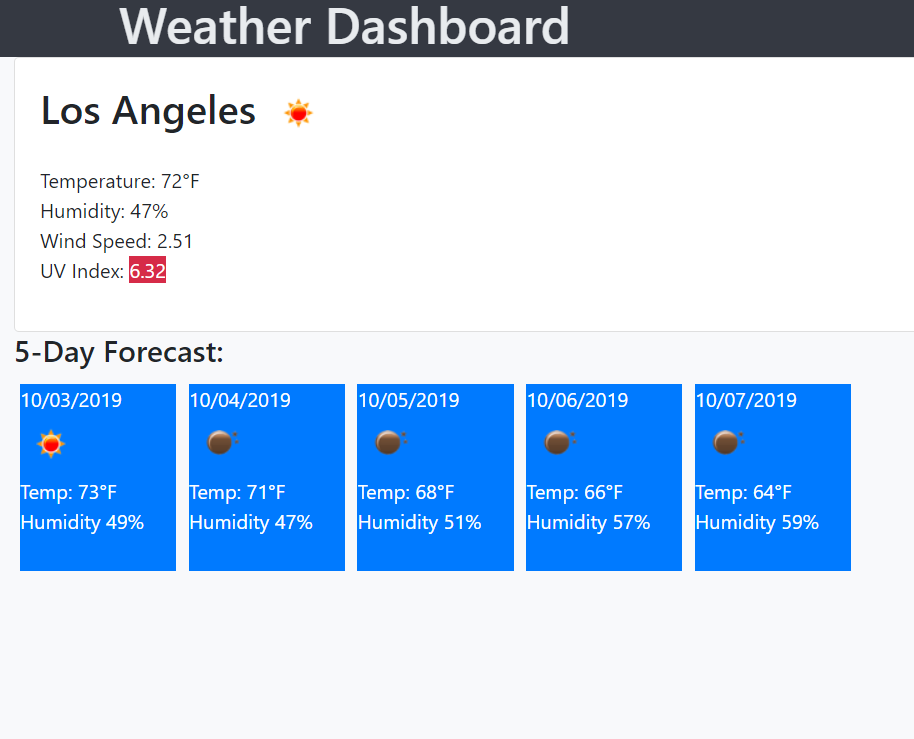 Weather Dashboard
Los Angeles
Temperature: 72°F
Humidity: 47%
Wind Speed: 2.51
UV Index: 6.32
5-Day Forecast:
10/03/2019
Temp: 73°F
Humidity 49%
10/04/2019
Temp: 71°F
Humidity 47%
10/05/2019
Temp: 68°F
Humidity 51%
10/06/2019
Temp: 66°F
Humidity 57%
10/07/2019
Temp: 64°F
Humidity 59%